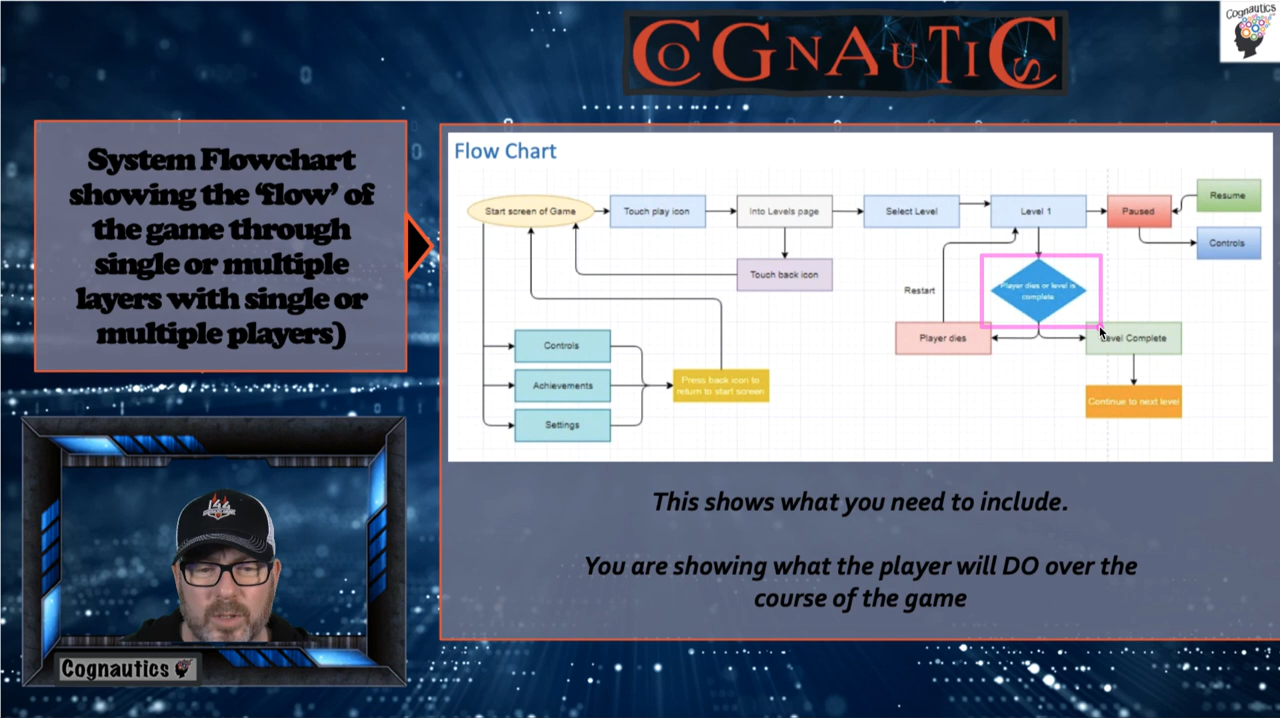 COGNAUTICS
Cognautics
System Flowchart
showing the ‘flow’ of
the game through
single or multiple
layers with single or
multiple players)
Flow Chart
Start screen of Game
Touch play icon
Into Levels page
Select Level
Level 1
Paused
Resume
Controls
Touch back icon
Restart
Player dies or level is
complete
Player dies
Level Complete
Continue to next level
Controls
Achievements
Settings
Press back icon to
return to start screen
This shows what you need to include.
You are showing what the player will DO over the
course of the game
Cognautics